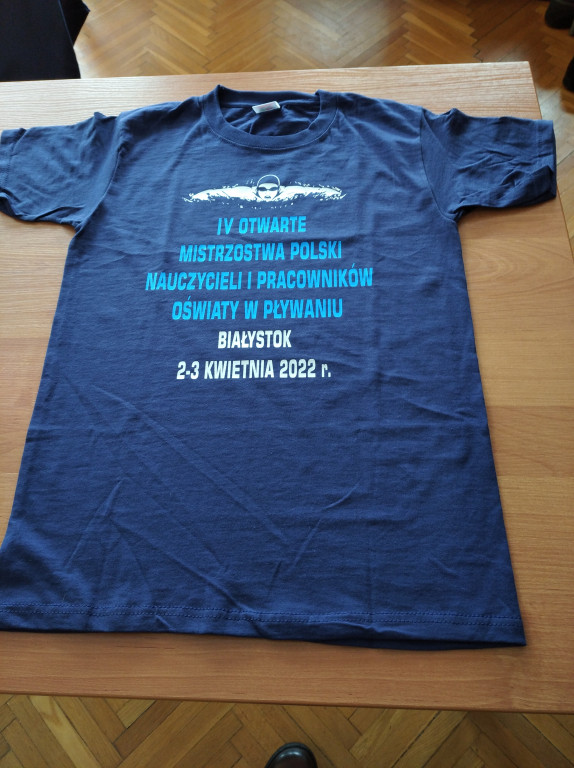 IV OTWARTE
MISTRZOSTWA POLSKI
NAUCZYCIELI I PRACOWNIKÓW
OŚWIATY W PŁYWANIU
BIAŁYSTOK
2-3 KWIETNIA 2022 r.